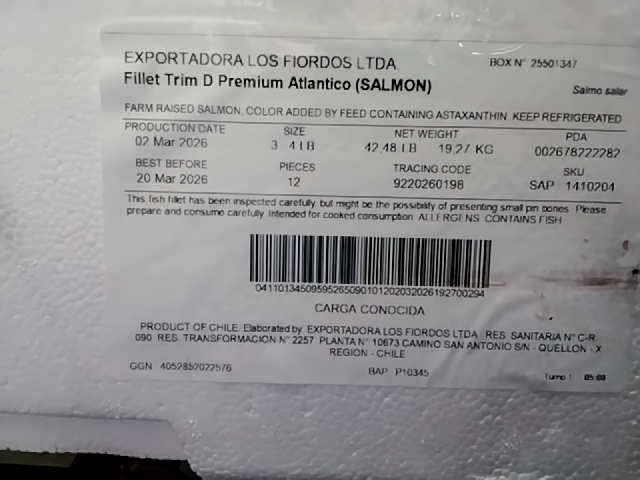 EXPORTADORA LOS FIORDOS LTDA. BOX N° 25501347
Fillet Trim D Premium Atlantico (SALMON) Salmo salar
FARM RAISED SALMON, COLOR ADDED BY FEED CONTAINING ASTAXANTHIN KEEP REFRIGERATED
PRODUCTION DATE SIZE NET WEIGHT PDA
02 Mar 2026 3 4 LB 42.48 LB 19.27 KG 002678222282
BEST BEFORE PIECES TRACING CODE SKU
20 Mar 2026 12 9220260198 SAP 1410204
This fish fillet has been inspected carefully, but might be the possibility of presenting small pin bones. Please
prepare and consume carefully. Intended for cooked consumption. ALLERGENS: CONTAINS FISH
04110134509595265090101202032026192700294
CARGA CONOCIDA
PRODUCT OF CHILE. Elaborated by: EXPORTADORA LOS FIORDOS LTDA RES. SANITARIA N° C-R
090 RES. TRANSFORMACION N° 2257 PLANTA N° 10673 CAMINO SAN ANTONIO S/N - QUELLON - X
REGION - CHILE
GGN 4052852022576 BAP P10345 Turno 1